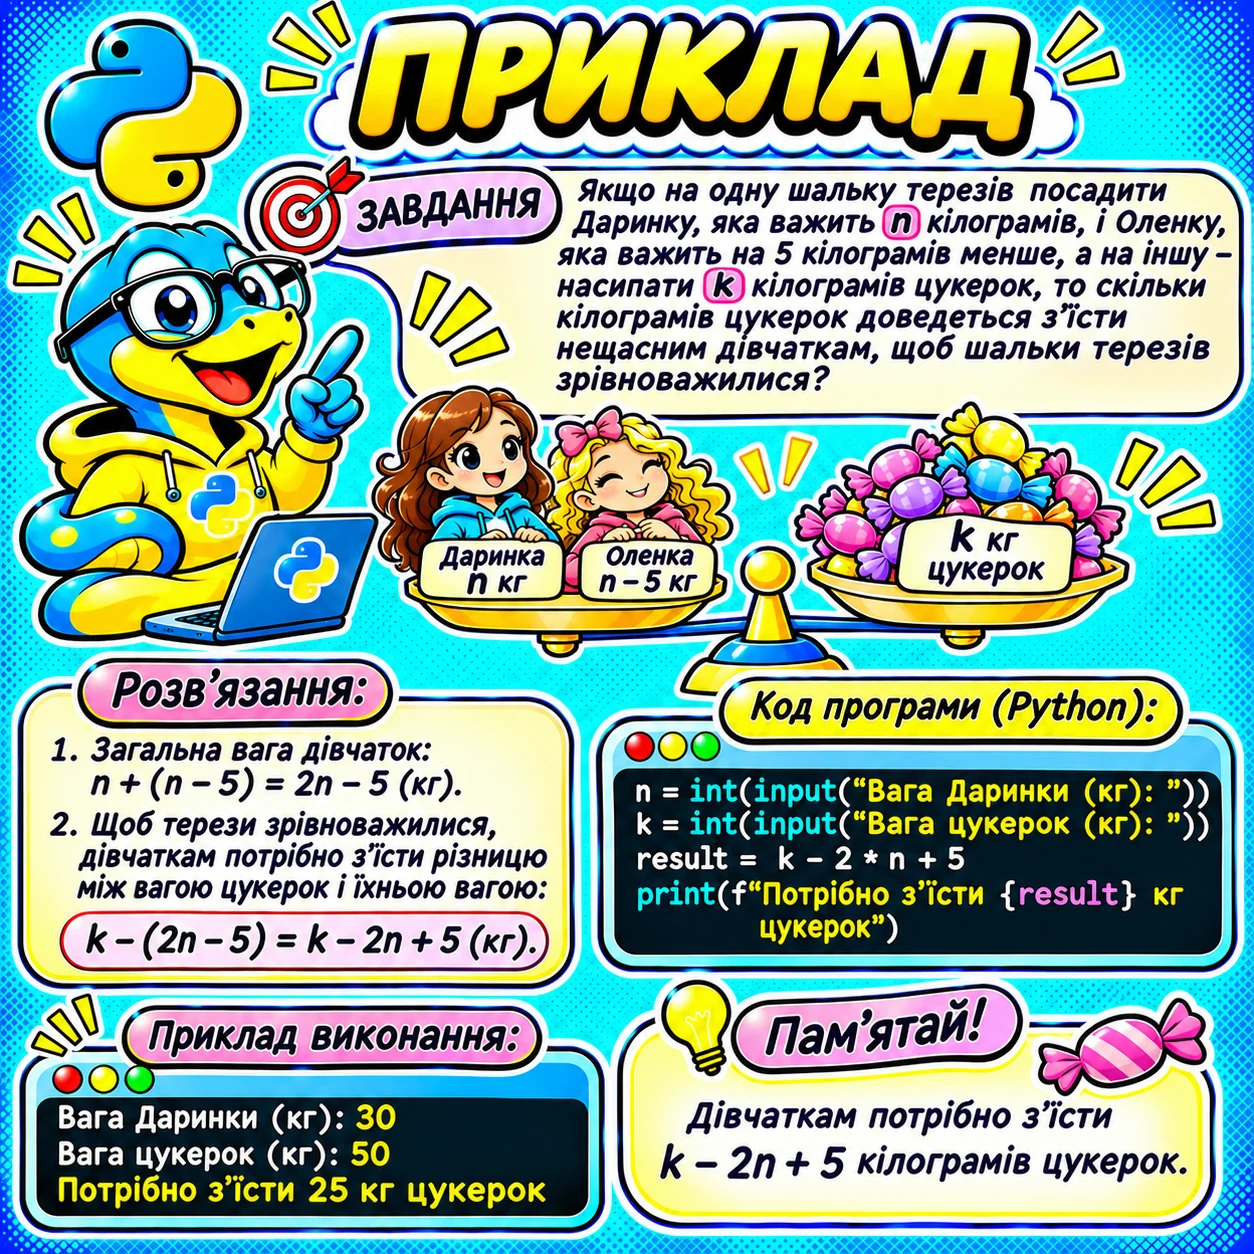 ПРИКЛАД
ЗАВДАННЯ
Якщо на одну шальку терезів посадити
Даринку, яка важить n кілограмів, і Оленку,
яка важить на 5 кілограмів менше, а на іншу –
насипати k кілограмів цукерок, то скільки
кілограмів цукерок доведеться з’їсти
нещасним дівчаткам, щоб шальки терезів
зрівноважилися?
Даринка
n кг
Оленка
n – 5 кг
k кг
цукерок
Розв’язання:
1. Загальна вага дівчаток:
n + (n – 5) = 2n – 5 (кг).
2. Щоб терези зрівноважилися,
дівчаткам потрібно з’їсти різницю
між вагою цукерок і їхньою вагою:
k – (2n – 5) = k – 2n + 5 (кг).
Код програми (Python):
n = int(input(“Вага Даринки (кг): ”))
k = int(input(“Вага цукерок (кг): ”))
result = k – 2 * n + 5
print(f“Потрібно з’їсти {result} кг
цукерок”)
Приклад виконання:
Вага Даринки (кг): 30
Вага цукерок (кг): 50
Потрібно з’їсти 25 кг цукерок
Пам’ятай!
Дівчаткам потрібно з’їсти
k – 2n + 5 кілограмів цукерок.